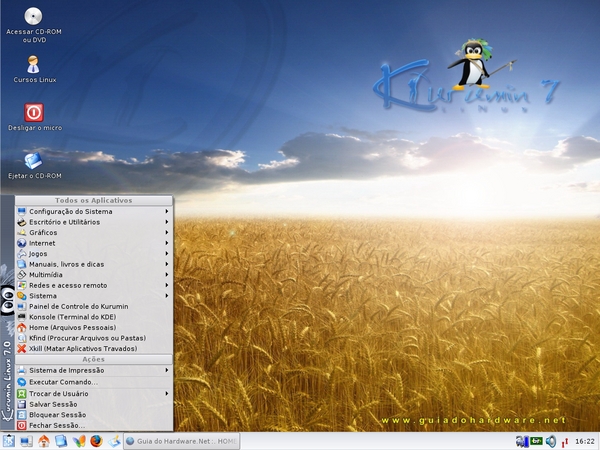 Acessar CD-ROM
ou DVD
Cursos Linux
Desligar o micro
Ejetar o CD-ROM
Kurumin 7
LINUX
Todos os Aplicativos
Configuração do Sistema
Escritório e Utilitários
Gráficos
Internet
Jogos
Manuais, livros e dicas
Multimídia
Redes e acesso remoto
Sistema
Painel de Controle do Kurumin
Konsole (Terminal do KDE)
Home (Arquivos Pessoais)
Kfind (Procurar Arquivos ou Pastas)
Xkill (Matar Aplicativos Travados)
Ações
Sistema de Impressão
Executar Comando...
Trocar de Usuário
Salvar Sessão
Bloquear Sessão
Fechar Sessão...
Kurumin Linux 7.0
www.guiadohardware.net
Guia do Hardware.Net :. HOME
br
16:22